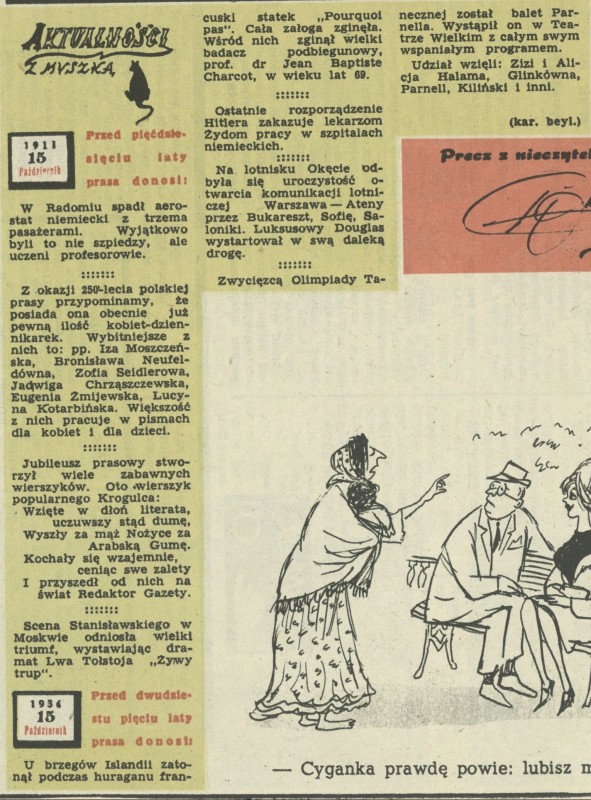 AKTUALNOŚCI
Z MYSZKĄ
1911
15
Październik
Przed pięćdzie-
sięciu laty
prasa donosi:
W Radomiu spadł aero-
stat niemiecki z trzema
pasażerami. Wyjątkowo
byli to nie szpiedzy, ale
uczeni profesorowie.
:::::::
Z okazji 250-lecia polskiej
prasy przypominamy, że
posiada ona obecnie już
pewną ilość kobiet-dzien-
nikarek. Wybitniejsze z
nich to: pp. Iza Moszczeń-
ska, Bronisława Neufel-
dówna, Zofia Seidlerowa,
Jadwiga Chrząszczewska,
Eugenia Żmijewska, Lucy-
na Kotarbińska. Większość
z nich pracuje w pismach
dla kobiet i dla dzieci.
:::::::
Jubileusz prasowy stwo-
rzył wiele zabawnych
wierszyków. Oto wierszyk
popularnego Krogulca:
Wzięte w dłoń literata,
uczuwszy stąd dumę,
Wyszły za mąż Nożyce za
Arabską Gumę.
Kochały się wzajemnie,
ceniąc swe zalety
I przyszedł od nich na
świat Redaktor Gazety.
:::::::
Scena Stanisławskiego w
Moskwie odniosła wielki
triumf, wystawiając dra-
mat Lwa Tołstoja „Żywy
trup".
1936
15
Październik
Przed dwudzie-
stu pięciu laty
prasa donosi:
U brzegów Islandii zato-
nął podczas huraganu fran-
cuski statek „Pourquoi
pas". Cała załoga zginęła.
Wśród nich zginął wielki
badacz podbiegunowy,
prof. dr Jean Baptiste
Charcot, w wieku lat 69.
:::::::
Ostatnie rozporządzenie
Hitlera zakazuje lekarzom
Żydom pracy w szpitalach
niemieckich.
:::::::
Na lotnisku Okęcie od-
była się uroczystość o-
twarcia komunikacji lotni-
czej Warszawa — Ateny
przez Bukareszt, Sofię, Sa-
loniki. Luksusowy Douglas
wystartował w swą daleką
drogę.
:::::::
Zwycięzcą Olimpiady Ta-
necznej został balet Par-
nella. Wystąpił on w Tea-
trze Wielkim z całym swym
wspaniałym programem.
Udział wzięli: Zizi i Ali-
cja Halama, Glinkówna,
Parnell, Kiliński i inni.
(kar. beyl.)
Precz z nieczytel
— Cyganka prawdę powie: lubisz m